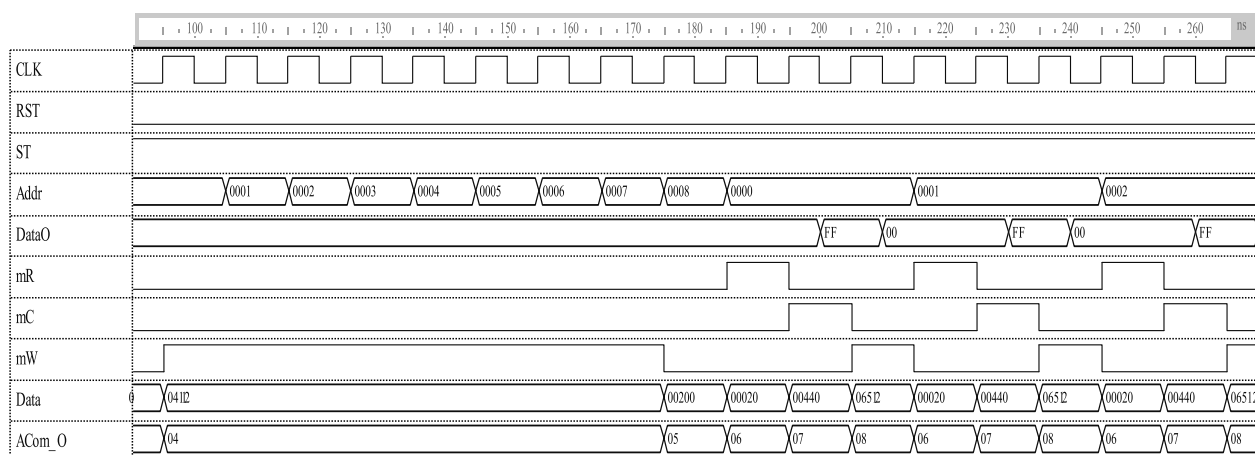 100 110 120 130 140 150 160 170 180 190 200 210 220 230 240 250 260 ns
CLK
RST
ST
Addr 0001 0002 0003 0004 0005 0006 0007 0008 0000 0001 0002
DataO FF 00 FF 00 FF
mR
mC
mW
Data 0 04112 00200 00020 00440 06512 00020 00440 06512 00020 00440 06512
ACom_O 04 05 06 07 08 06 07 08 06 07 08